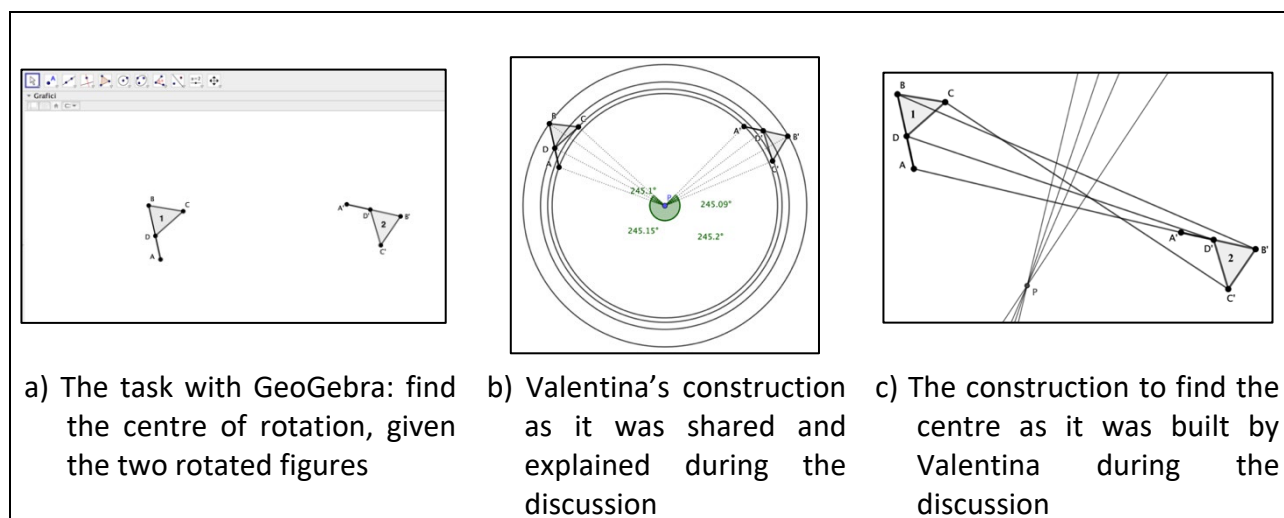 Grafici
B
C
1
D
A
A'
D'
B'
2
C'
B
C
D
A
A'
D'
B'
C'
245.1°
245.09°
245.15°
245.2°
B
C
1
D
A
A'
D'
B'
2
C'
P
a) The task with GeoGebra: find
the centre of rotation, given
the two rotated figures
b) Valentina's construction
as it was shared and
explained during the
discussion
c) The construction to find the
centre as it was built by
Valentina during the
discussion